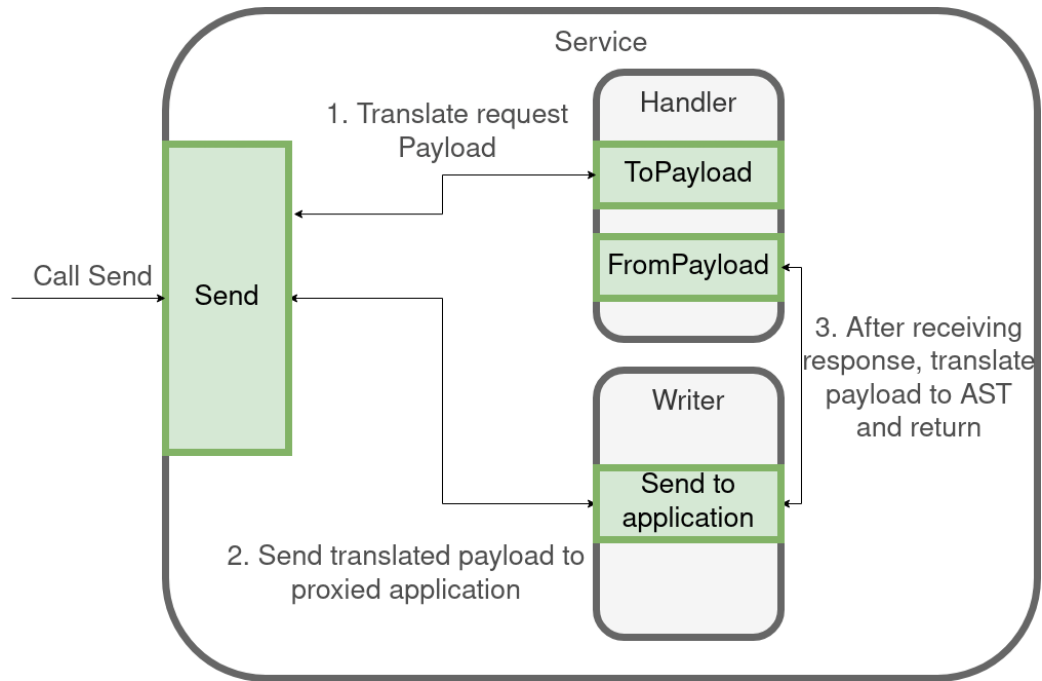 Service
Handler
1. Translate request
Payload
ToPayload
FromPayload
Call Send
Send
3. After receiving
response, translate
payload to AST
and return
Writer
Send to
application
2. Send translated payload to
proxied application